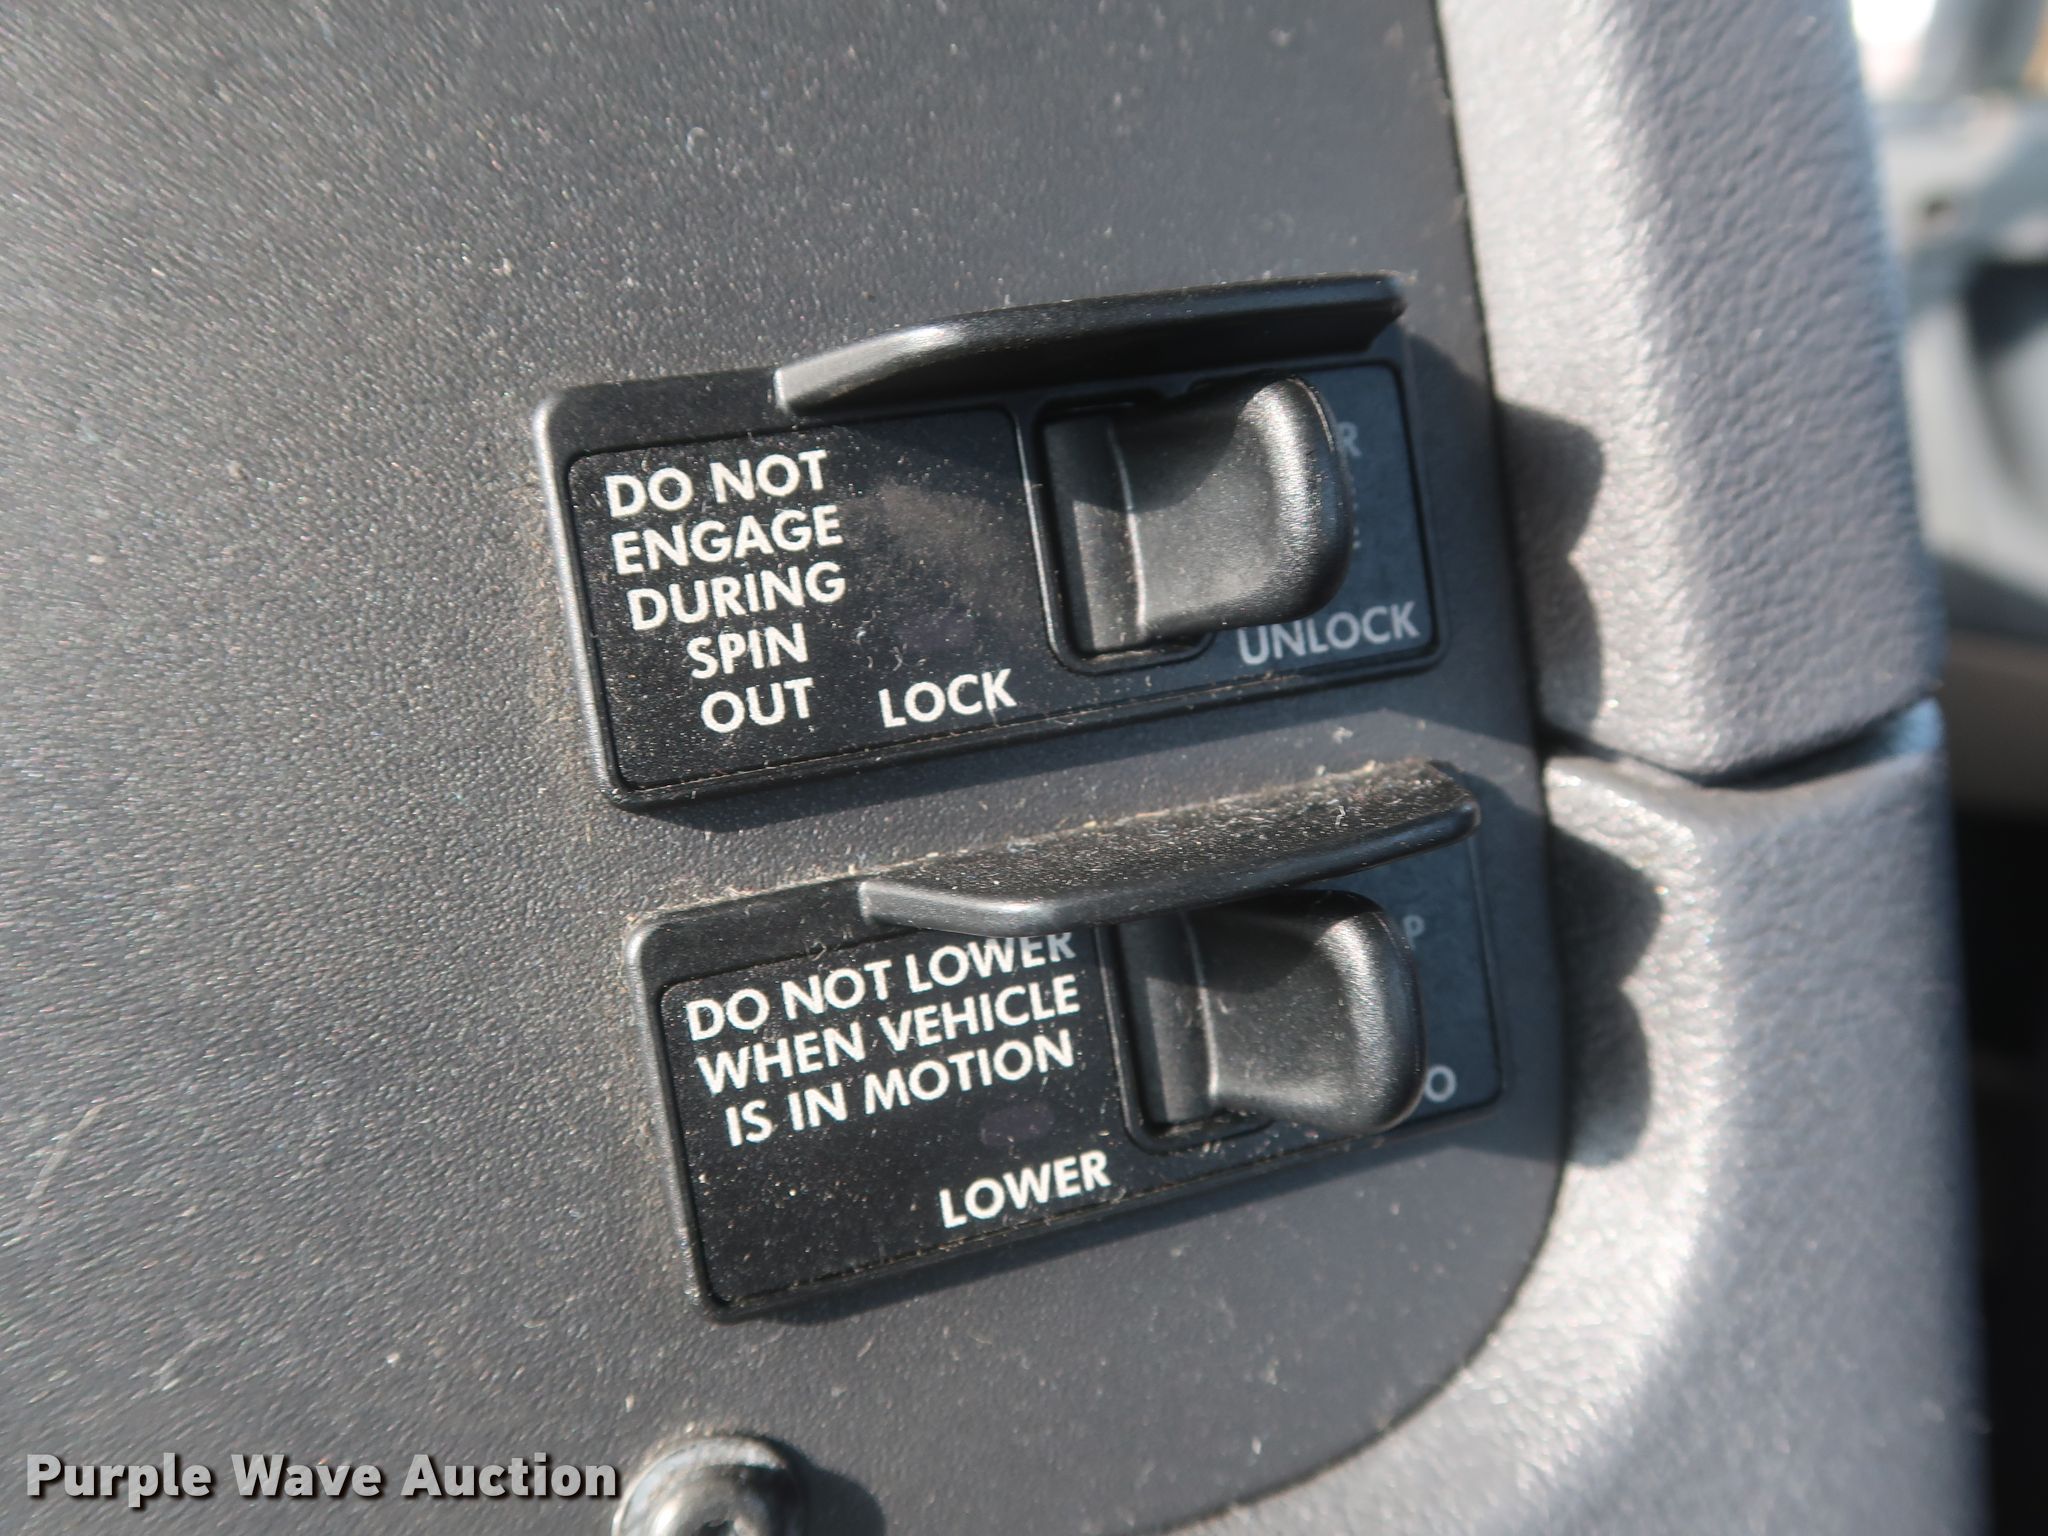 DO NOT
ENGAGE
DURING
SPIN
OUT
LOCK
UNLOCK
DO NOT LOWER
WHEN VEHICLE
IS IN MOTION
LOWER
Purple Wave Auction